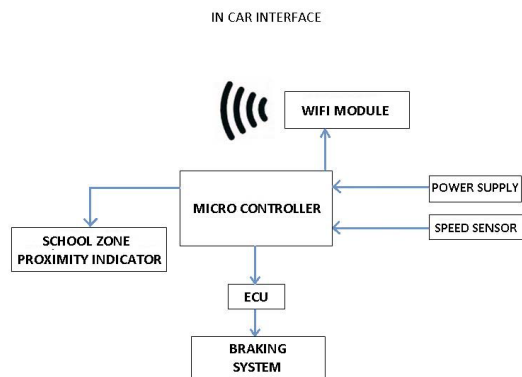 IN CAR INTERFACE
WIFI MODULE
MICRO CONTROLLER
POWER SUPPLY
SPEED SENSOR
SCHOOL ZONE
PROXIMITY INDICATOR
ECU
BRAKING
SYSTEM